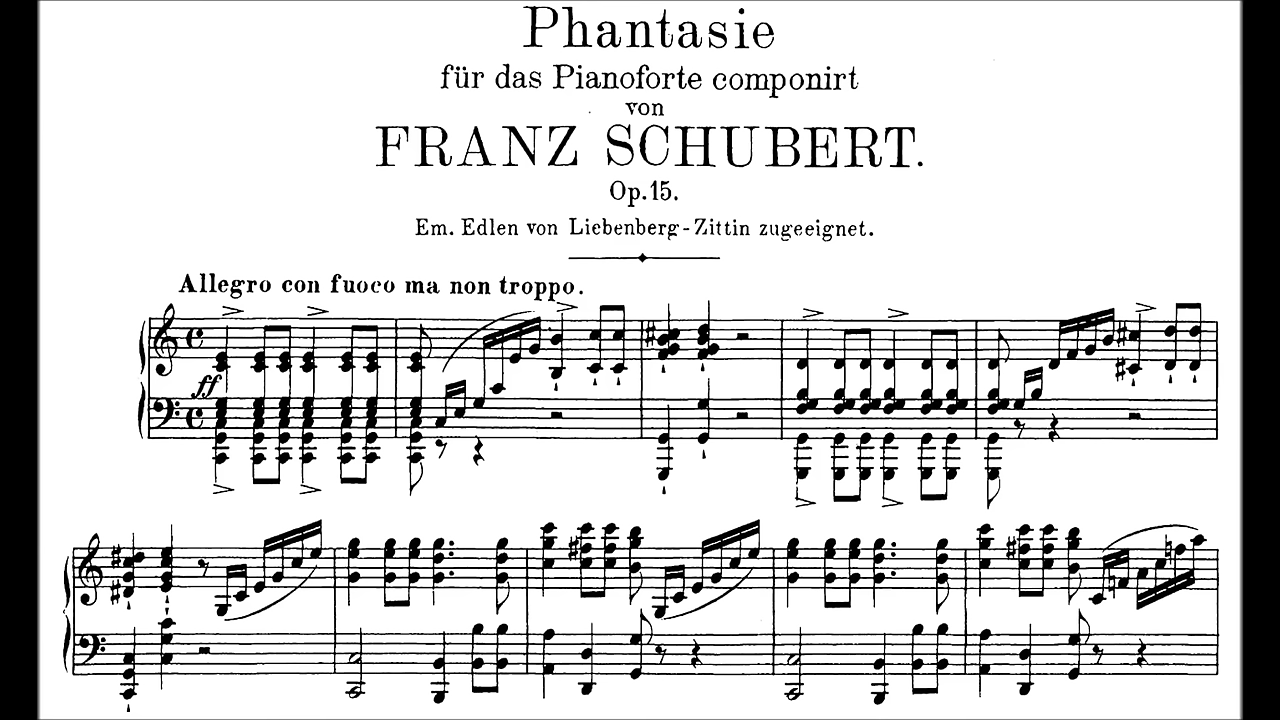 Phantasie
für das Pianoforte componirt
von
FRANZ SCHUBERT.
Op. 15.
Em. Edlen von Liebenberg-Zittin zugeeignet.
Allegro con fuoco ma non troppo.
ff